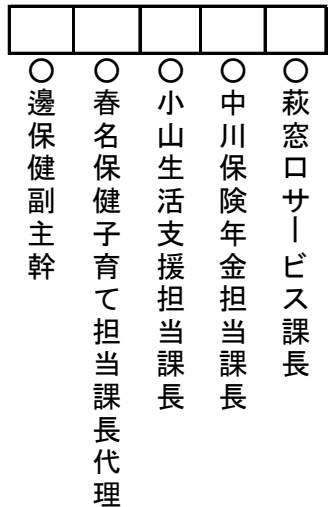 ○萩窓口サービス課長
○中川保険年金担当課長
○小山生活支援担当課長
○春名保健子育て担当課長代理
○邊保健副主幹